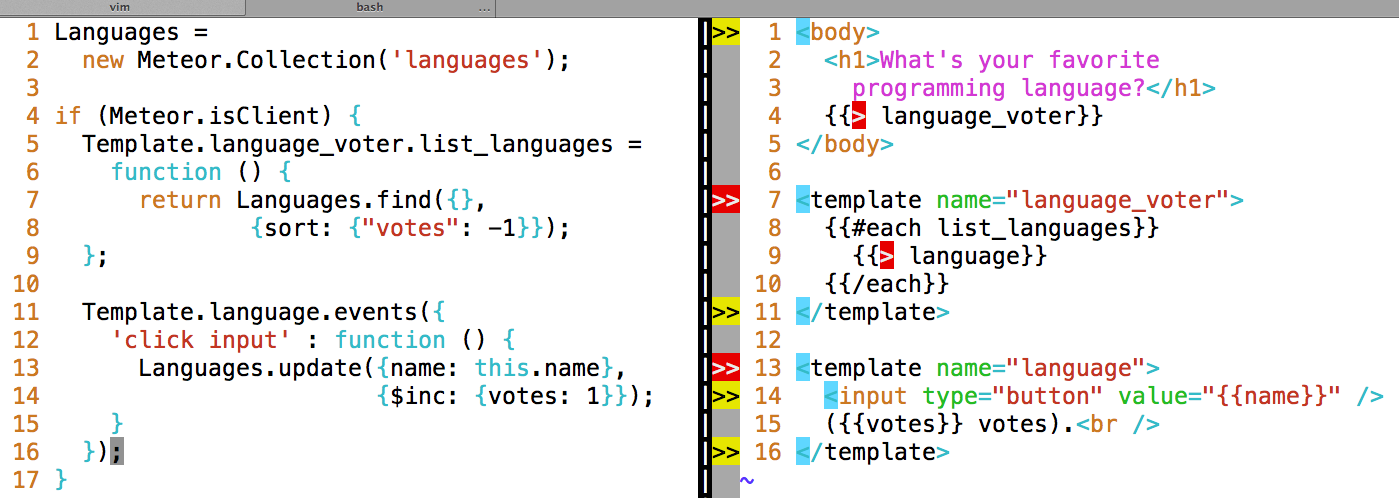 vim
bash
...
1 Languages =
2   new Meteor.Collection('languages');
3
4 if (Meteor.isClient) {
5   Template.language_voter.list_languages =
6     function () {
7       return Languages.find({},
8               {sort: {"votes": -1}});
9   };
10
11   Template.language.events({
12     'click input' : function () {
13       Languages.update({name: this.name},
14                        {$inc: {votes: 1}});
15     }
16   });
17 }
>> 1 <body>
2   <h1>What's your favorite
3     programming language?</h1>
4   {{> language_voter}}
5 </body>
6
>> 7 <template name="language_voter">
8   {{#each list_languages}}
9     {{> language}}
10   {{/each}}
>> 11 </template>
12
>> 13 <template name="language">
>> 14   <input type="button" value="{{name}}" />
15   ({{votes}} votes).<br />
>> 16 </template>
~